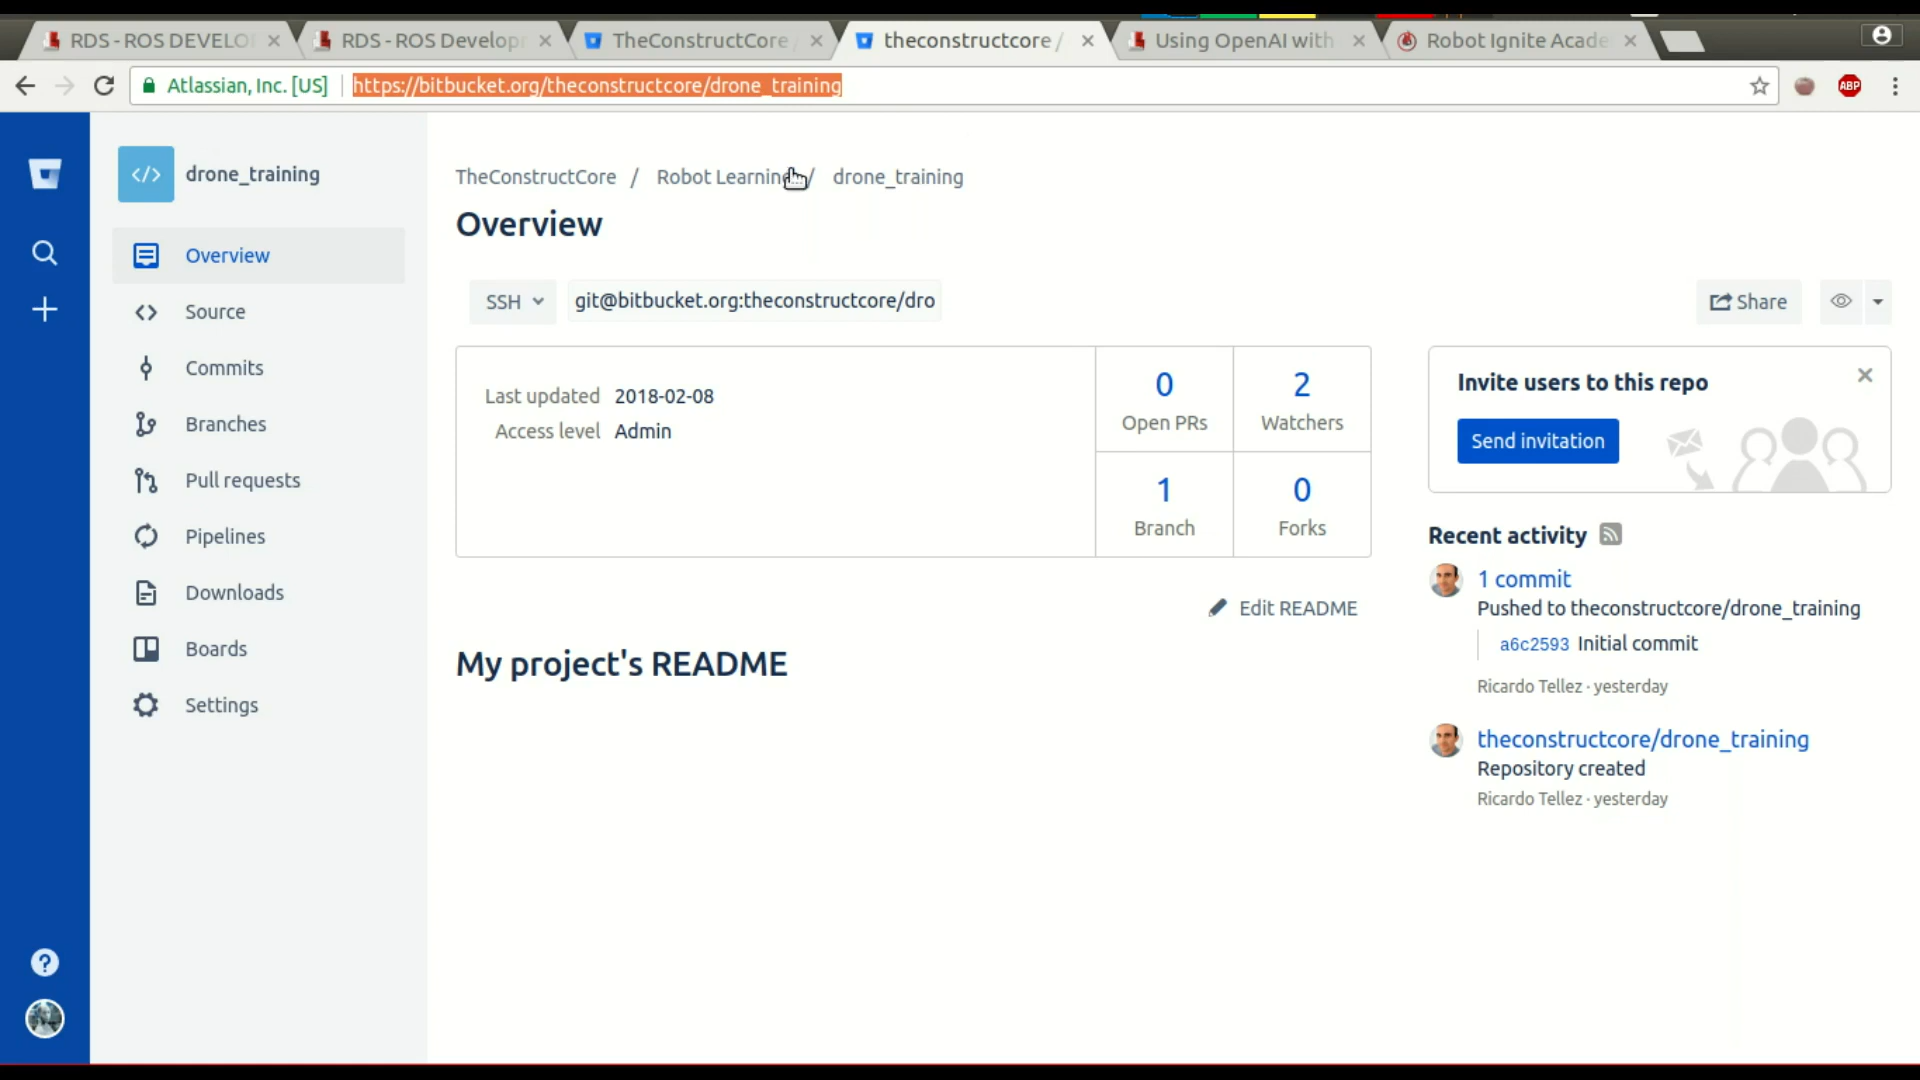 RDS - ROS DEVELO
RDS - ROS Develop
TheConstructCore
theconstructcore /
Using OpenAI with
Robot Ignite Acade
Atlassian, Inc. [US]
https://bitbucket.org/theconstructcore/drone_training
ABP
drone_training
Overview
Source
Commits
Branches
Pull requests
Pipelines
Downloads
Boards
Settings
TheConstructCore / Robot Learning / drone_training
Overview
SSH
git@bitbucket.org:theconstructcore/dro
Share
Last updated 2018-02-08
Access level Admin
0
Open PRs
2
Watchers
1
Branch
0
Forks
Edit README
My project's README
Invite users to this repo
Send invitation
Recent activity
1 commit
Pushed to theconstructcore/drone_training
a6c2593 Initial commit
Ricardo Tellez · yesterday
theconstructcore/drone_training
Repository created
Ricardo Tellez · yesterday